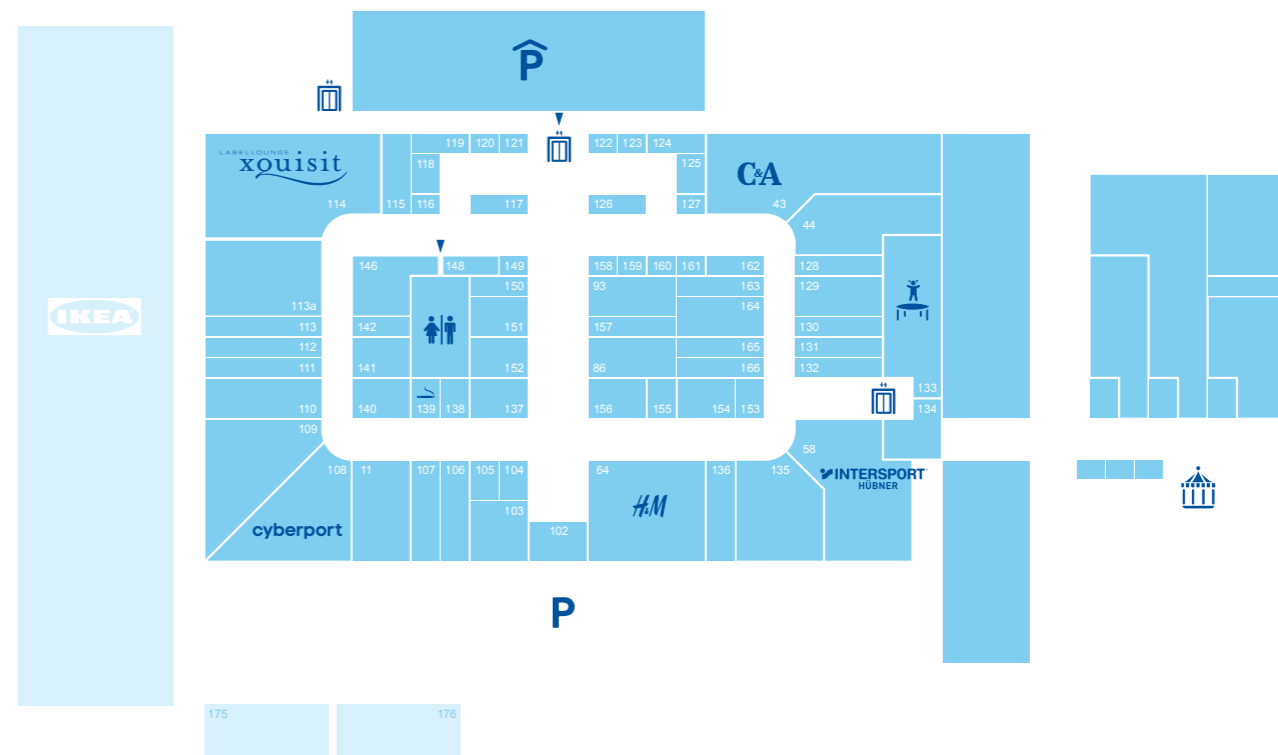 P
119 120 121
122 123 124
LABELLOUNGE
xquisit
118
125
C&A
114 115 116 117 126 127 43
44
146 148 149 158 159 160 161 162 128
150 93 163 129
113a 164
IKEA
113 142 151 157 130
112 165 131
111 141 152 86 166 132
133
110 140 139 138 137 156 155 154 153 134
109
58
108 11 107 106 105 104 64 136 135
INTERSPORT
HÜBNER
H&M
103
cyberport
102
P
175 176